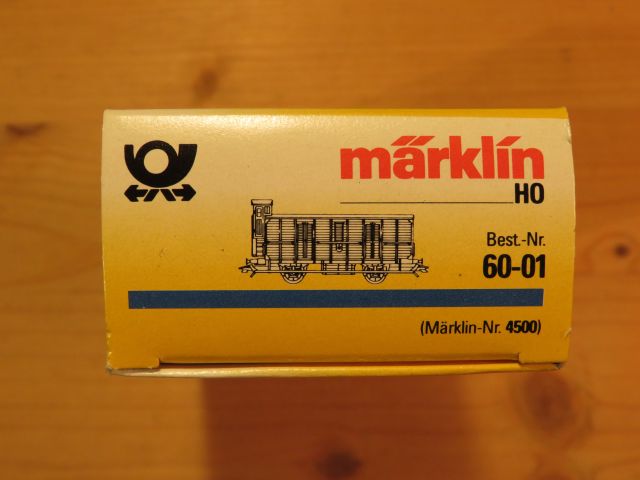 märklin
HO
Best.-Nr.
60-01
(Märklin-Nr. 4500)